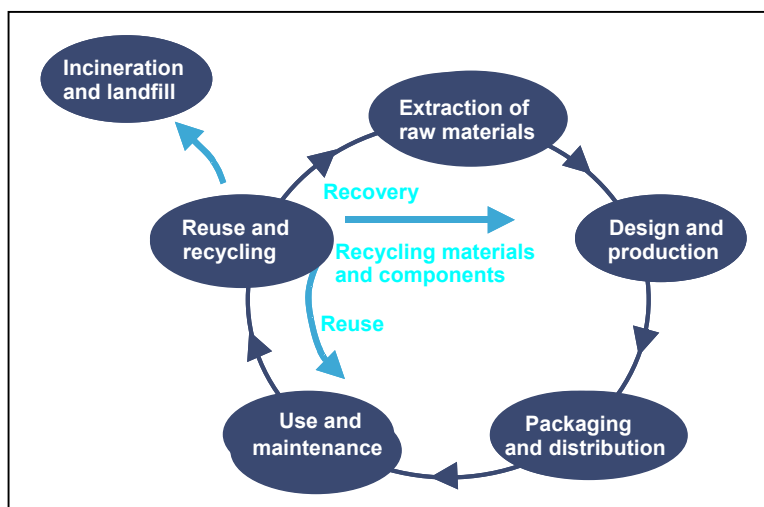 Incineration
and landfill
Extraction of
raw materials
Recovery
Reuse and
recycling
Design and
production
Recycling materials
and components
Reuse
Use and
maintenance
Packaging
and distribution